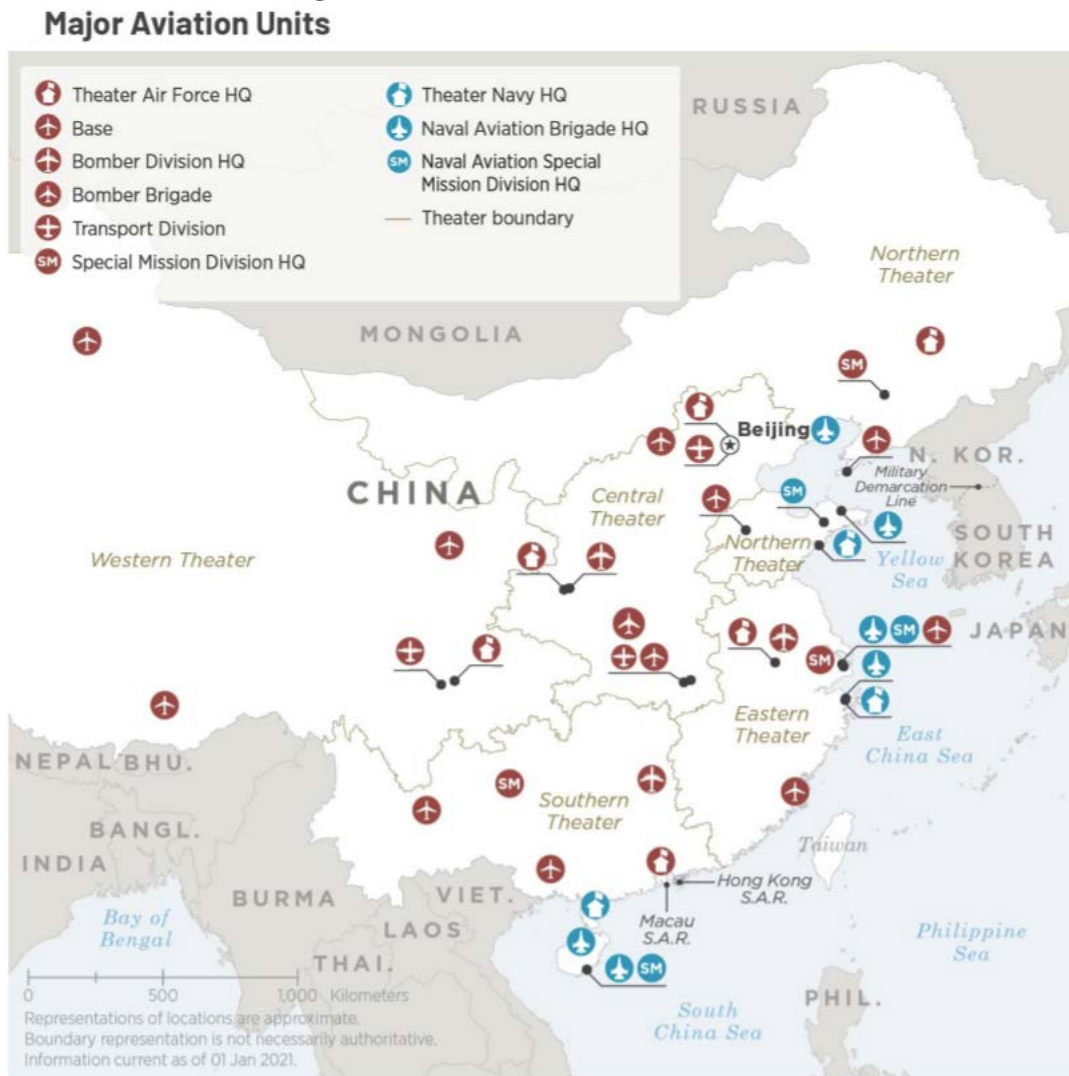 Major Aviation Units
Theater Air Force HQ
Base
Bomber Division HQ
Bomber Brigade
Transport Division
SM Special Mission Division HQ
Theater Navy HQ
Naval Aviation Brigade HQ
SM Naval Aviation Special
Mission Division HQ
Theater boundary
RUSSIA
Northern
Theater
MONGOLIA
SM
Beijing
N. KOR.
Military
Demarcation
Line
CHINA
Central
Theater
SM
SOUTH
KOREA
Western Theater
Northern
Theater
Yellow
Sea
SM
JAPAN
SM
Eastern
Theater
East
China Sea
NEPAL
BHU.
SM
Southern
Theater
BANGL.
INDIA
Taiwan
BURMA
VIET.
Hong Kong
S.A.R.
LAOS
Macau
S.A.R.
Bay of
Bengal
Philippine
Sea
THAI.
SM
0 500 1,000 Kilometers
PHIL.
South
China Sea
Representations of locations are approximate.
Boundary representation is not necessarily authoritative.
Information current as of 01 Jan 2021.